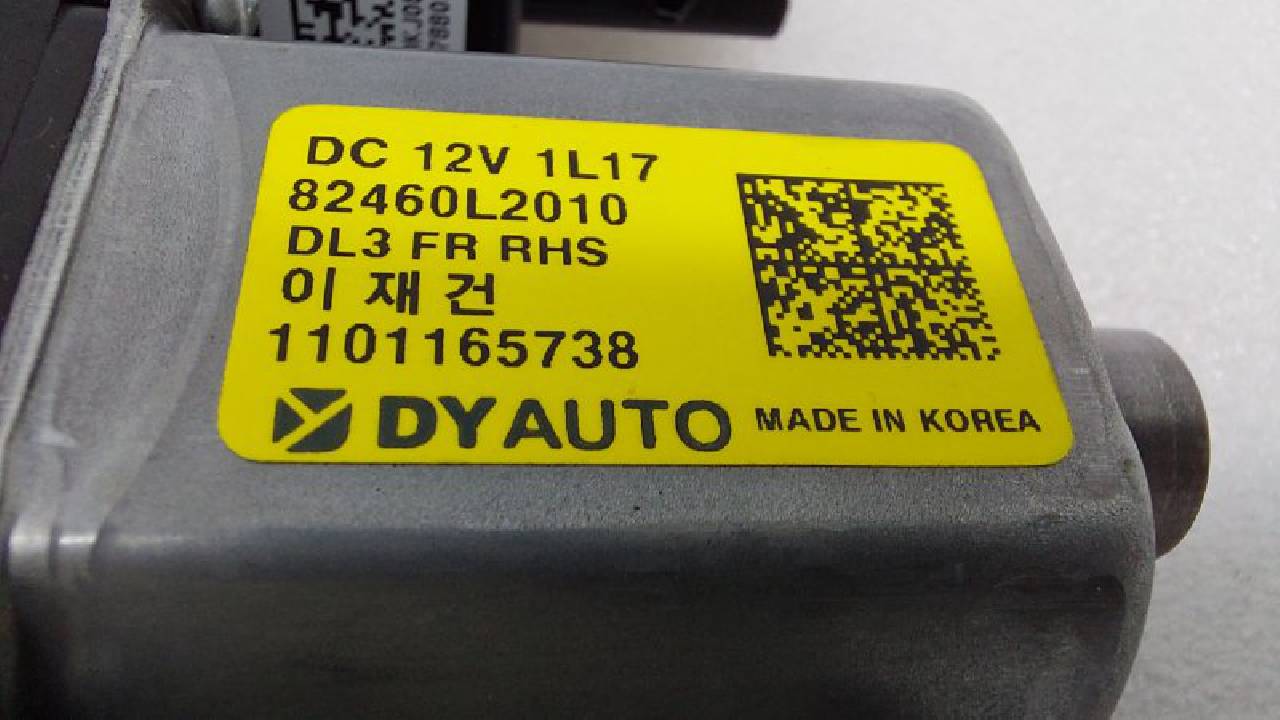 DC 12V 1L17
82460L2010
DL3 FR RHS
이 재 건
1101165738
DYAUTO MADE IN KOREA